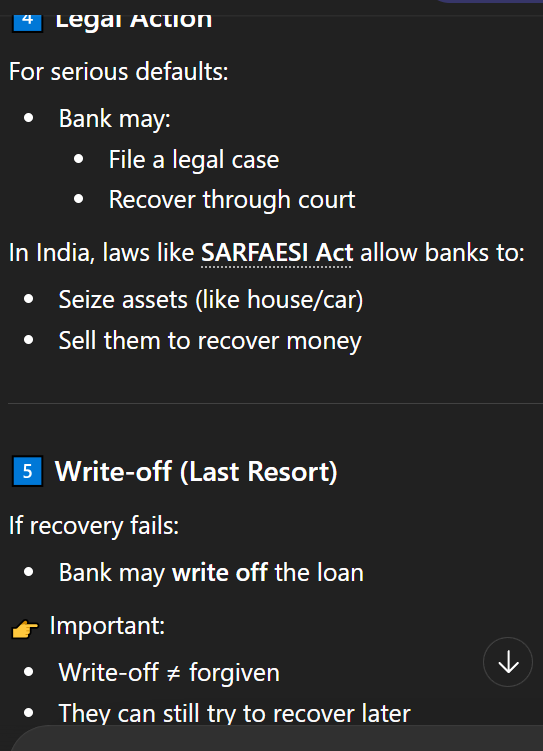 4 Legal Action
For serious defaults:
• Bank may:
• File a legal case
• Recover through court
In India, laws like SARFAESI Act allow banks to:
• Seize assets (like house/car)
• Sell them to recover money
5 Write-off (Last Resort)
If recovery fails:
• Bank may write off the loan
👉 Important:
• Write-off ≠ forgiven
• They can still try to recover later